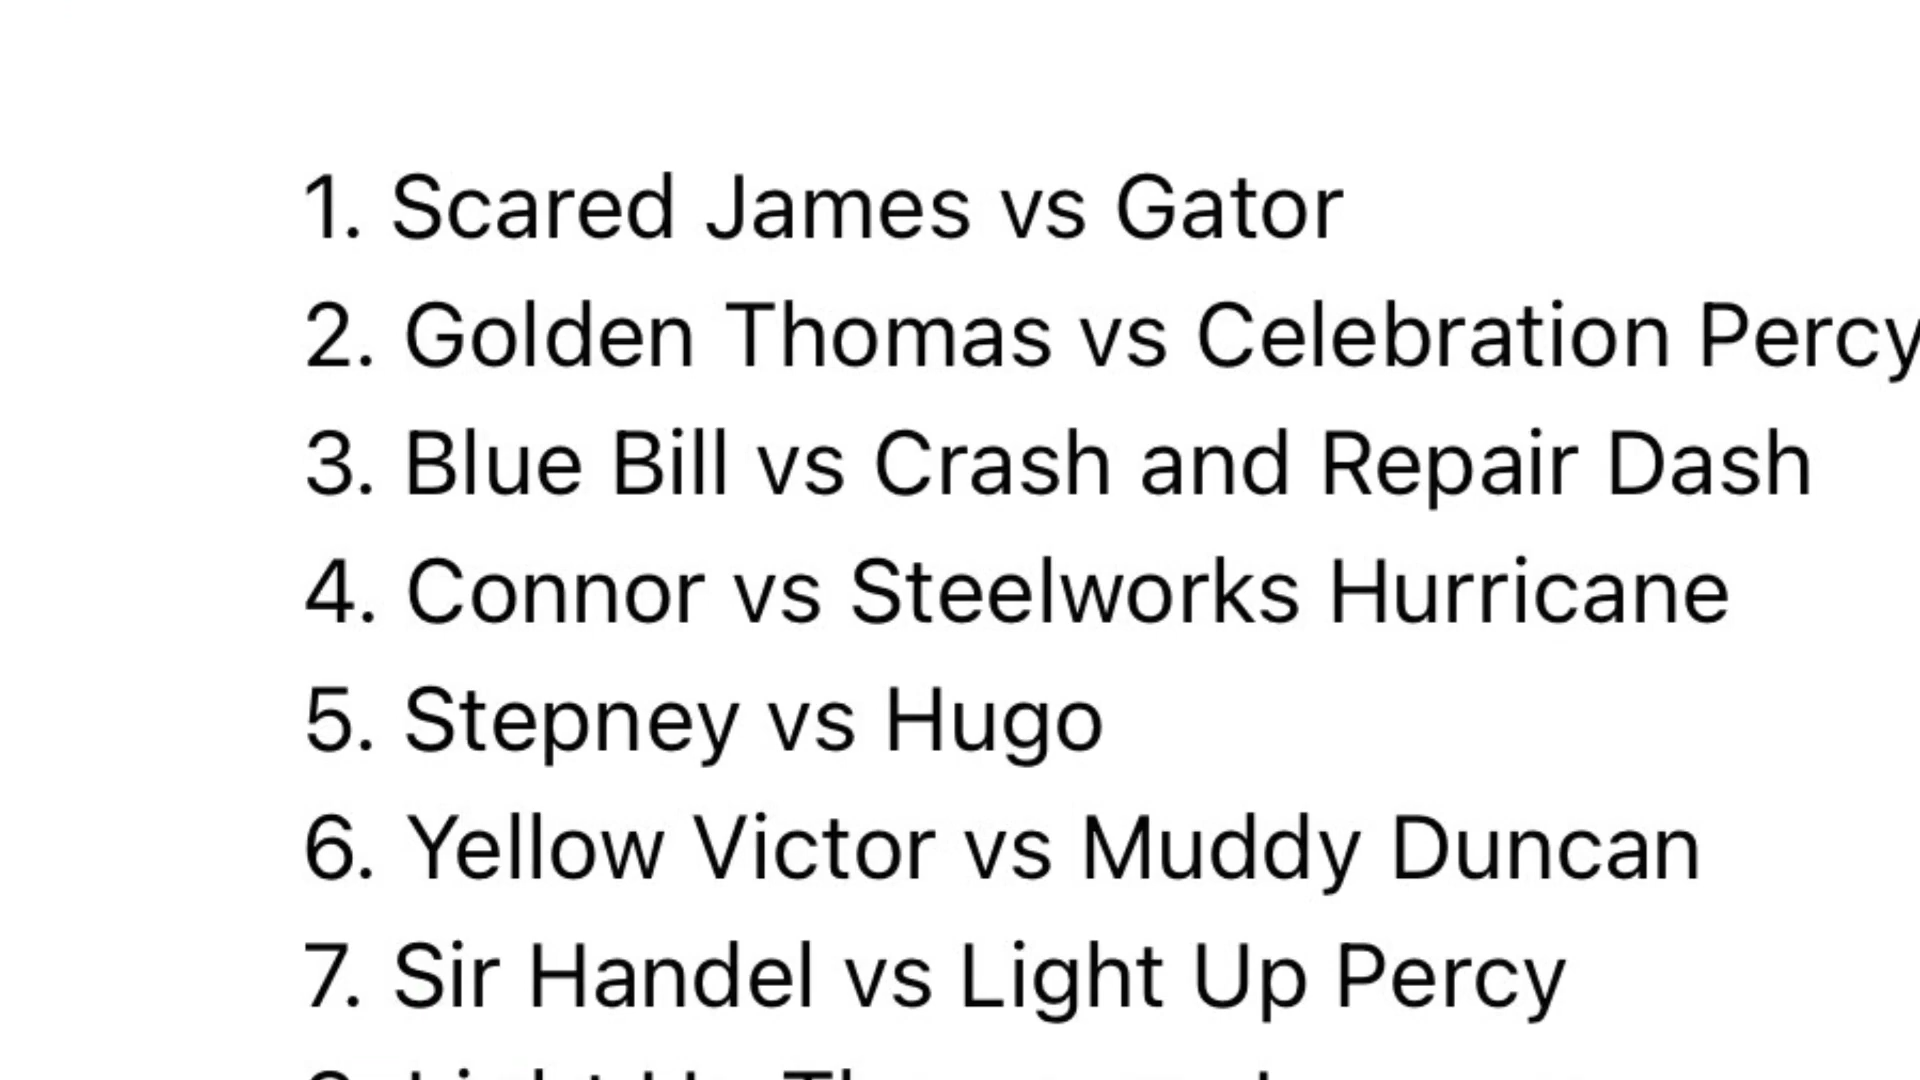 1. Scared James vs Gator
2. Golden Thomas vs Celebration Percy
3. Blue Bill vs Crash and Repair Dash
4. Connor vs Steelworks Hurricane
5. Stepney vs Hugo
6. Yellow Victor vs Muddy Duncan
7. Sir Handel vs Light Up Percy